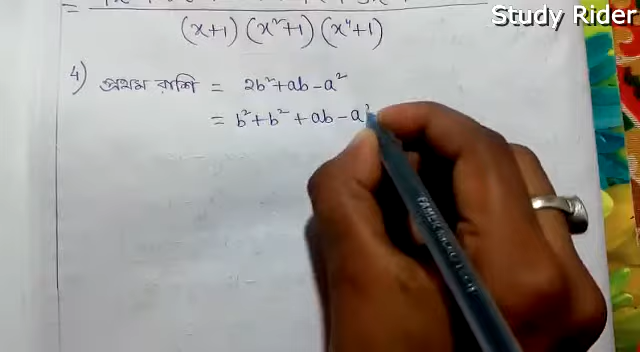 Study Rider
(x+1) (x²+1) (x⁴+1)
4) প্রথম রাশি = 2b²+ab-a²
= b²+b²+ab-a²